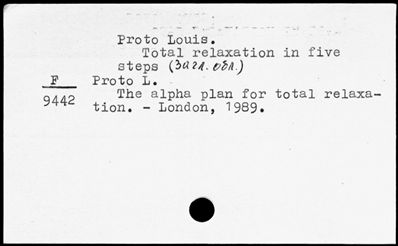 Proto Louis.
Total relaxation in five
steps (Загл. обл.)
F Proto L.
9442 The alpha plan for total relaxa-
tion. - London, 1989.